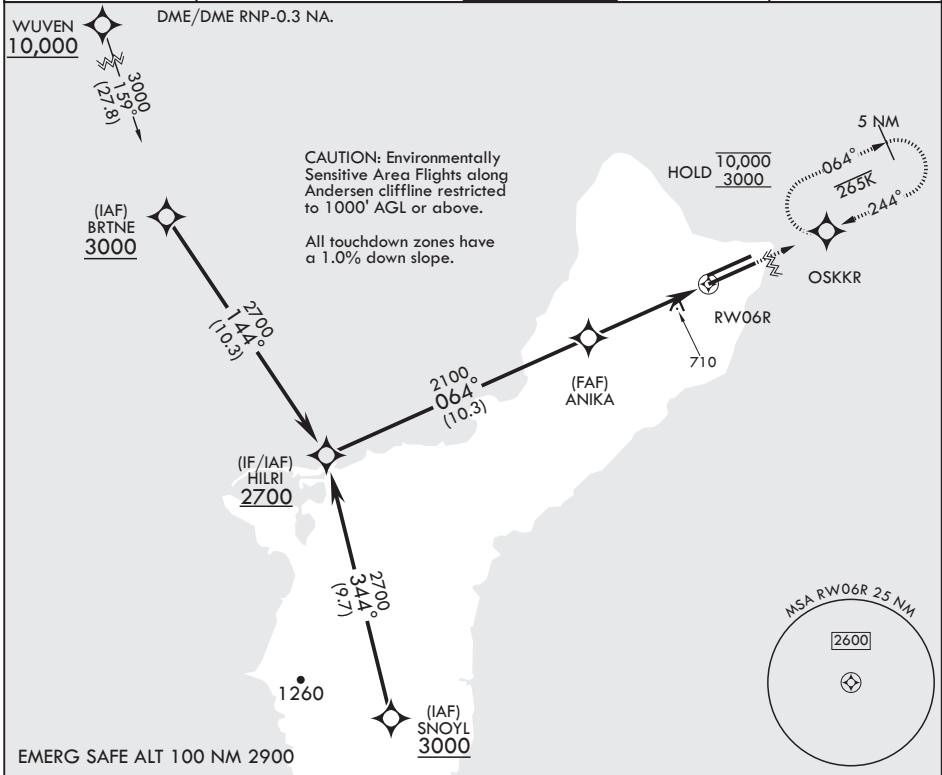 WUVEN
10,000
DME/DME RNP-0.3 NA.
3000
159°
(27.8)
CAUTION: Environmentally
Sensitive Area Flights along
Andersen cliffline restricted
to 1000' AGL or above.
All touchdown zones have
a 1.0% down slope.
5 NM
HOLD 10,000
3000
064°
265K
244°
OSKKR
(IAF)
BRTNE
3000
2700
144°
(10.3)
RW06R
710
(FAF)
ANIKA
2100
064°
(10.3)
(IF/IAF)
HILRI
2700
2700
344°
(9.7)
1260
(IAF)
SNOYL
3000
MSA RW06R 25 NM
2600
EMERG SAFE ALT 100 NM 2900